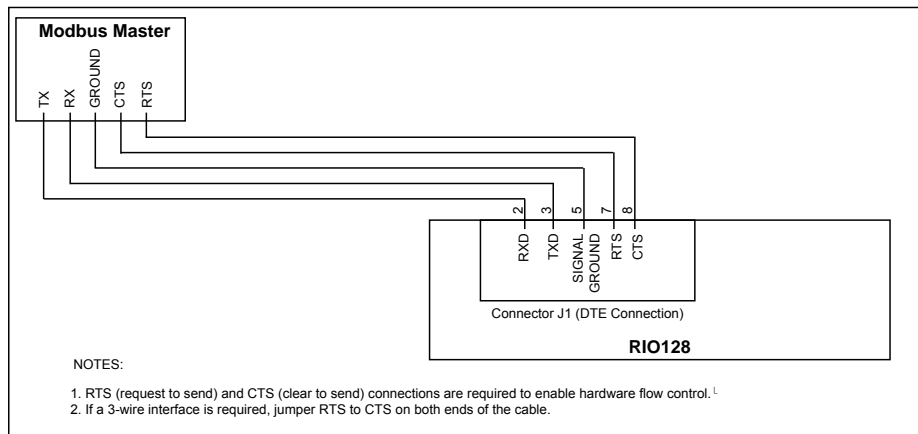 Modbus Master
TX
RX
GROUND
CTS
RTS
2
3
5
7
8
RXD
TXD
SIGNAL
GROUND
RTS
CTS
Connector J1 (DTE Connection)
RIO128
NOTES:
1. RTS (request to send) and CTS (clear to send) connections are required to enable hardware flow control. L
2. If a 3-wire interface is required, jumper RTS to CTS on both ends of the cable.